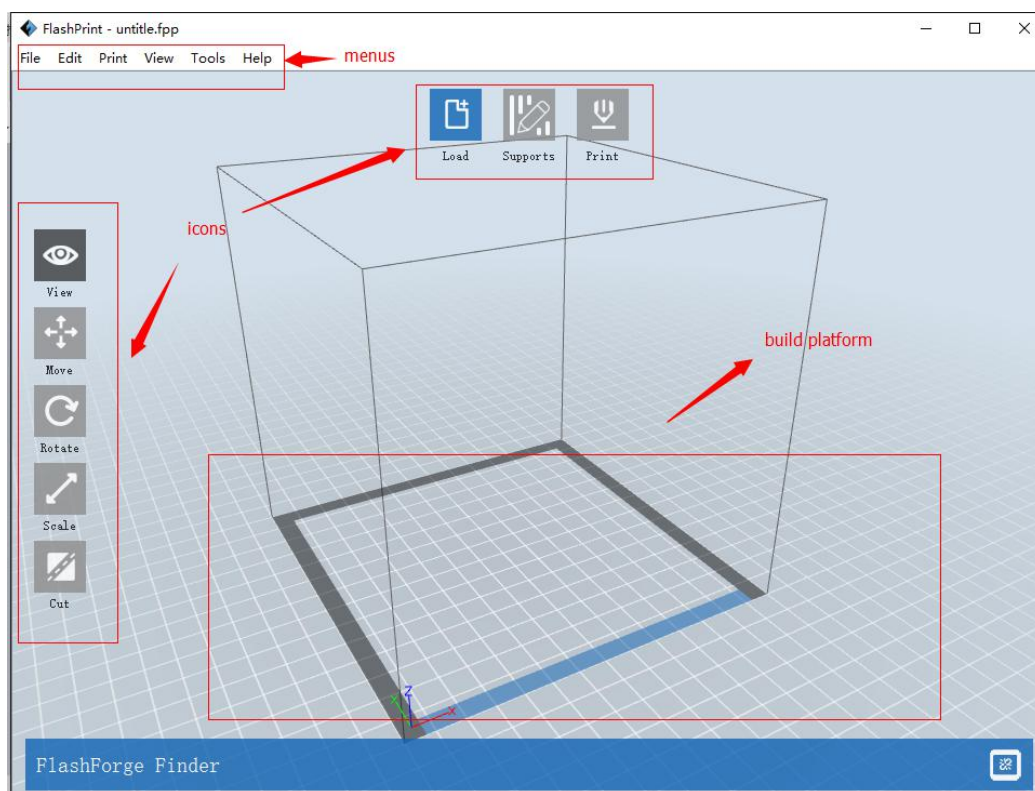 FlashPrint - untitle.fpp
File Edit Print View Tools Help
menus
Load Supports Print
icons
View
Move
build platform
Rotate
Scale
Cut
Z
Y
X
FlashForge Finder